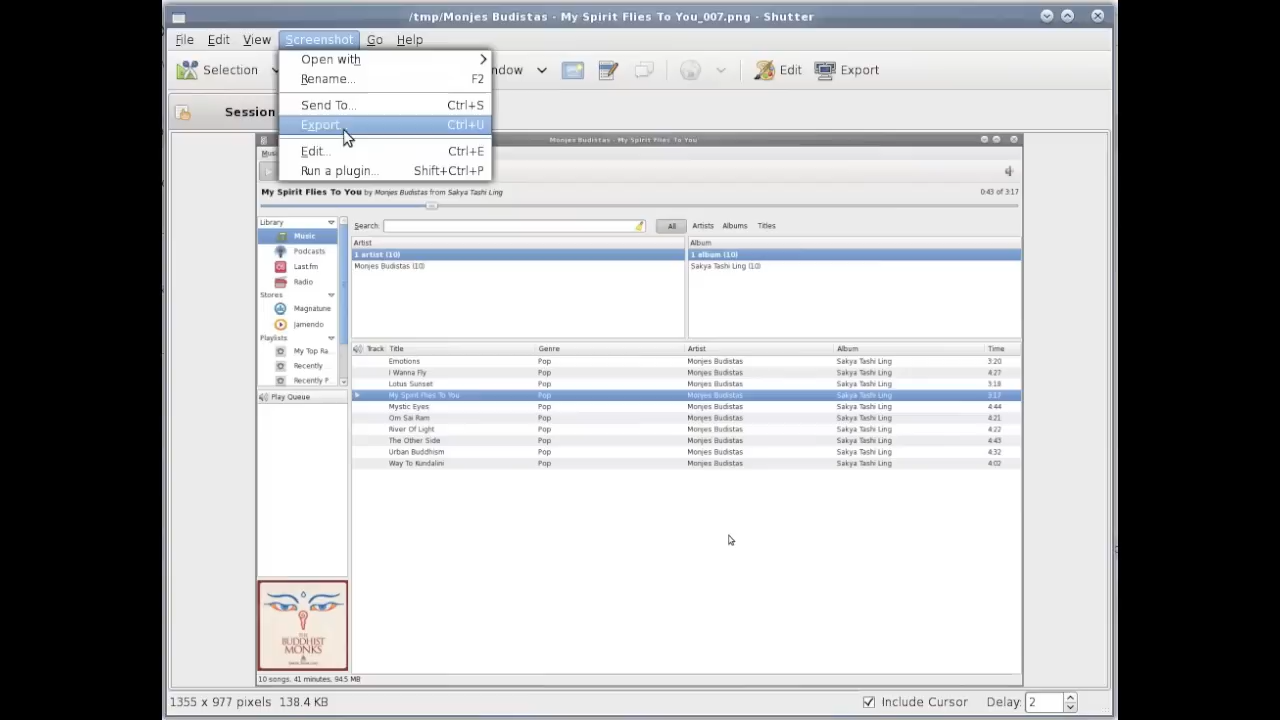 /tmp/Monjes Budistas - My Spirit Flies To You_007.png - Shutter
File Edit View Screenshot Go Help
Open with
Rename... F2
Send To... Ctrl+S
Export... Ctrl+U
Edit... Ctrl+E
Run a plugin... Shift+Ctrl+P
Selection Edit Export
Session
Monjes Budistas - My Spirit Flies To You
My Spirit Flies To You by Monjes Budistas from Sakya Tashi Ling 0:43 of 3:17
Search: All Artists Albums Titles
Library
Music
Podcasts
Last.fm
Radio
Stores
Magnatune
Jamendo
Playlists
My Top Ra...
Recently ...
Recently P...
Play Queue
Artist Album
1 artist (10) 1 album (10)
Monjes Budistas (10) Sakya Tashi Ling (10)
Track Title Genre Artist Album Time
Emotions Pop Monjes Budistas Sakya Tashi Ling 3:20
I Wanna Fly Pop Monjes Budistas Sakya Tashi Ling 4:27
Lotus Sunset Pop Monjes Budistas Sakya Tashi Ling 3:18
My Spirit Flies To You Pop Monjes Budistas Sakya Tashi Ling 3:17
Mystic Eyes Pop Monjes Budistas Sakya Tashi Ling 4:44
Om Sai Ram Pop Monjes Budistas Sakya Tashi Ling 4:21
River Of Light Pop Monjes Budistas Sakya Tashi Ling 4:22
The Other Side Pop Monjes Budistas Sakya Tashi Ling 4:43
Urban Buddhism Pop Monjes Budistas Sakya Tashi Ling 4:32
Way To Kundalini Pop Monjes Budistas Sakya Tashi Ling 4:02
BUDDHIST
MONKS
10 songs, 41 minutes, 94.5 MB
1355 x 977 pixels 138.4 KB Include Cursor Delay: 2